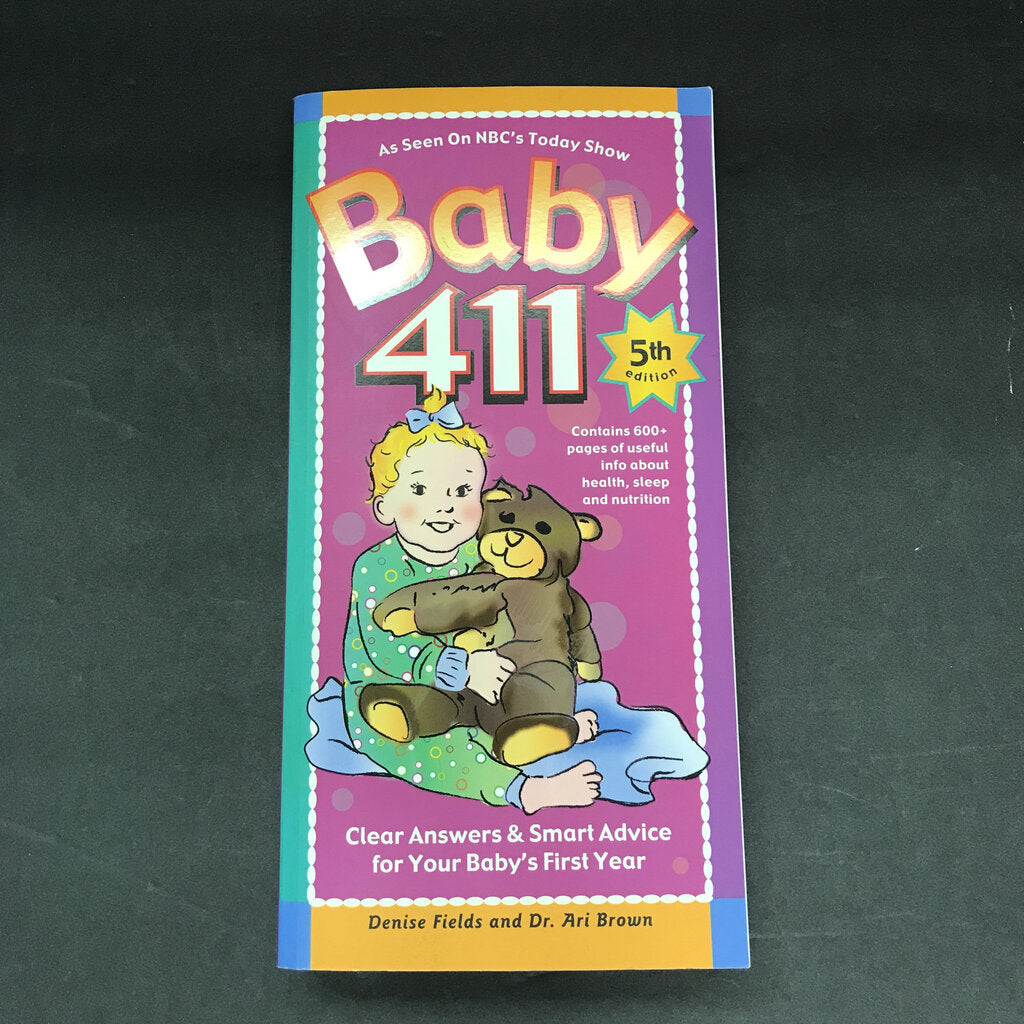 As Seen On NBC's Today Show
Baby
411
5th
edition
Contains 600+
pages of useful
info about
health, sleep
and nutrition
Clear Answers & Smart Advice
for Your Baby's First Year
Denise Fields and Dr. Ari Brown